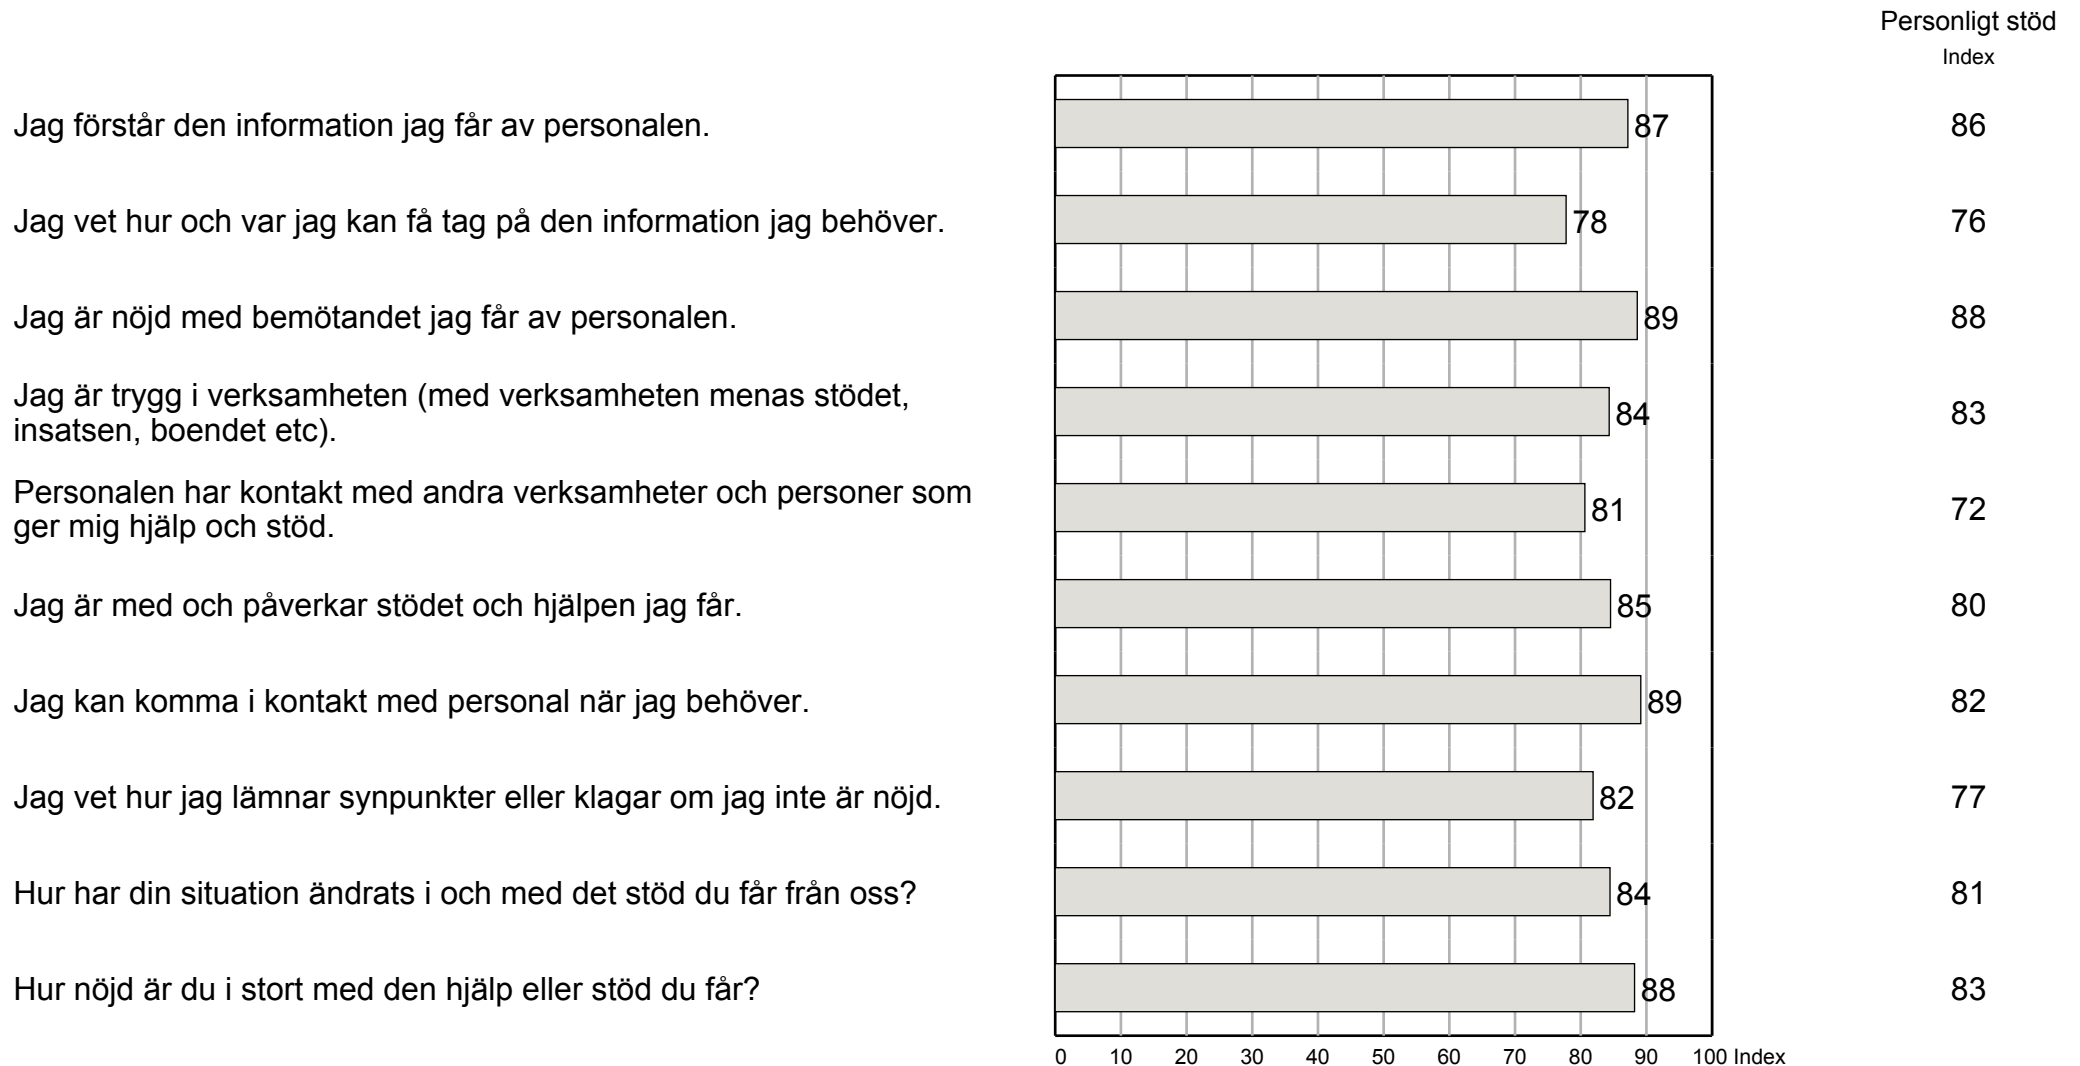 Personligt stöd
Index
Jag förstår den information jag får av personalen. 87 86
Jag vet hur och var jag kan få tag på den information jag behöver. 78 76
Jag är nöjd med bemötandet jag får av personalen. 89 88
Jag är trygg i verksamheten (med verksamheten menas stödet,
insatsen, boendet etc). 84 83
Personalen har kontakt med andra verksamheter och personer som
ger mig hjälp och stöd. 81 72
Jag är med och påverkar stödet och hjälpen jag får. 85 80
Jag kan komma i kontakt med personal när jag behöver. 89 82
Jag vet hur jag lämnar synpunkter eller klagar om jag inte är nöjd. 82 77
Hur har din situation ändrats i och med det stöd du får från oss? 84 81
Hur nöjd är du i stort med den hjälp eller stöd du får? 88 83
0 10 20 30 40 50 60 70 80 90 100 Index